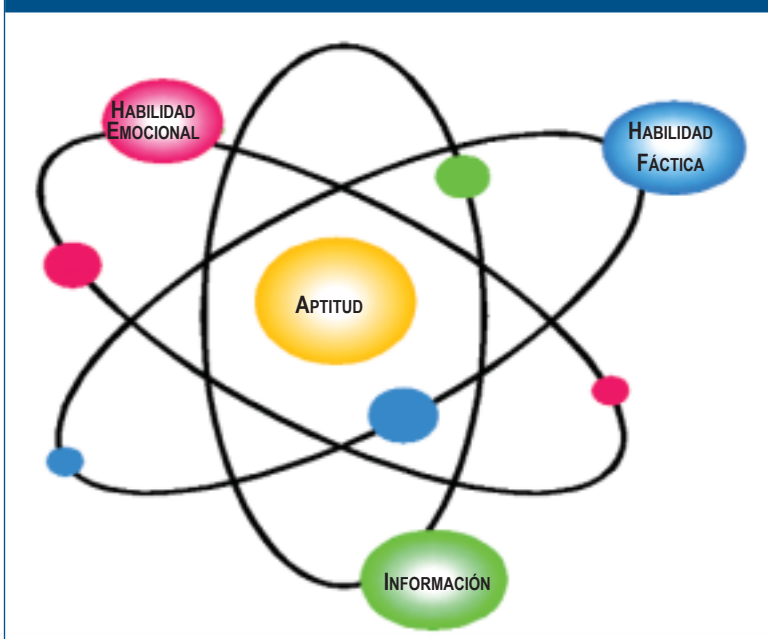 HABILIDAD
EMOCIONAL
HABILIDAD
FÁCTICA
APTITUD
INFORMACIÓN